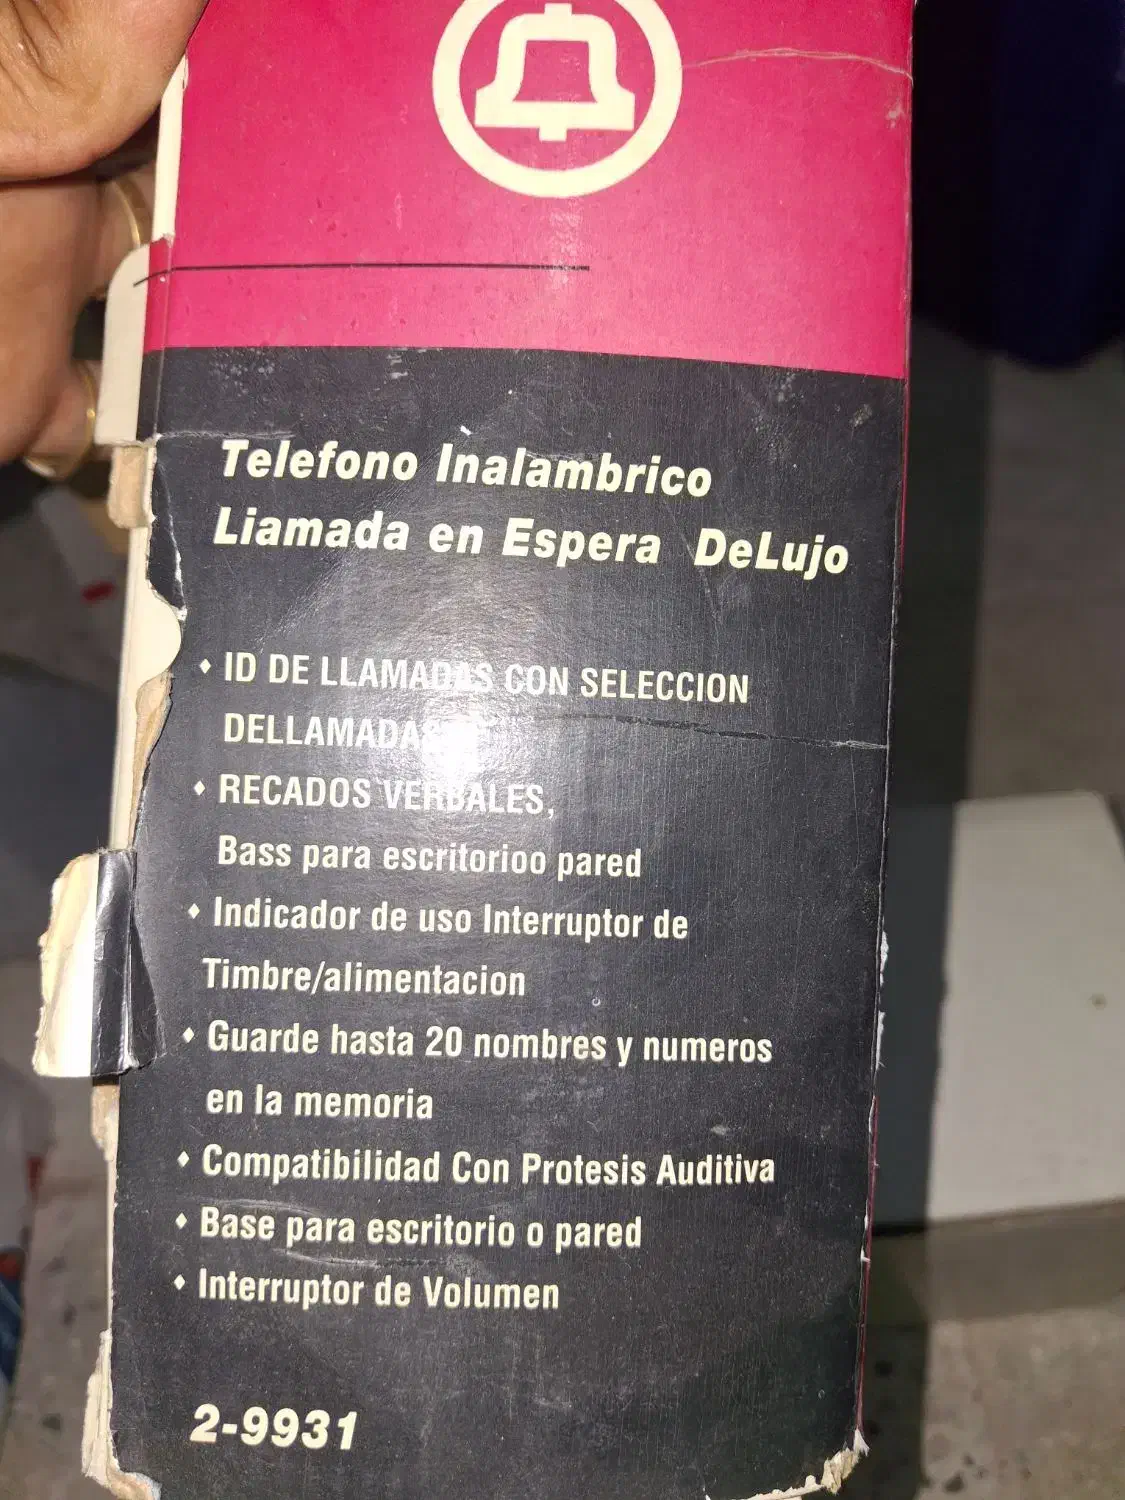 Telefono Inalambrico
Liamada en Espera DeLujo
• ID DE LLAMADAS CON SELECCION
DELLAMADAS
• RECADOS VERBALES,
Bass para escritorioo pared
• Indicador de uso Interruptor de
Timbre/alimentacion
• Guarde hasta 20 nombres y numeros
en la memoria
• Compatibilidad Con Protesis Auditiva
• Base para escritorio o pared
• Interruptor de Volumen
2-9931